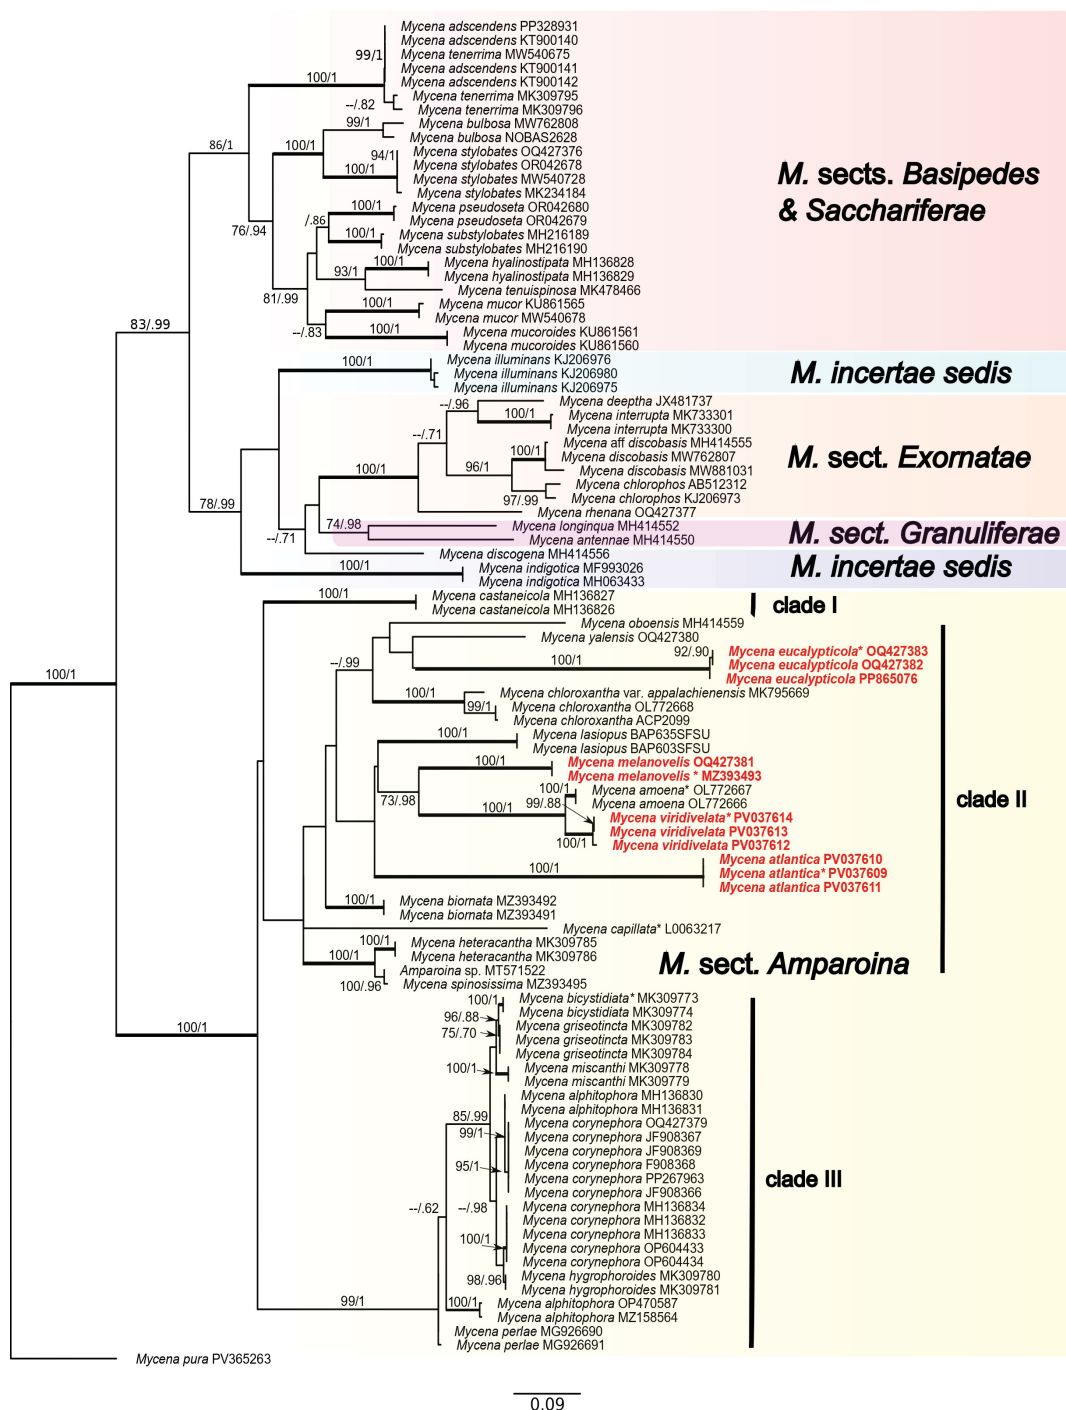 Mycena adscendens PP328931
Mycena adscendens KT900140
99/1
Mycena tenerrima MW540675
Mycena adscendens KT900141
100/1
Mycena adscendens KT900142
Mycena tenerrima MK309795
--/.82
Mycena tenerrima MK309796
99/1
Mycena bulbosa MW762808
Mycena bulbosa NOBAS2628
86/1
100/1
94/1
Mycena stylobates OQ427376
Mycena stylobates OR042678
100/1
Mycena stylobates MW540728
Mycena stylobates MK234184
M. sects. Basipedes
& Sacchariferae
100/1
Mycena pseudoseta OR042680
/.86
Mycena pseudoseta OR042679
76/.94
100/1
Mycena substylobates MH216189
Mycena substylobates MH216190
100/1
Mycena hyalinostipata MH136828
93/1
Mycena hyalinostipata MH136829
Mycena tenuispinosa MK478466
81/.99
100/1
Mycena mucor KU861565
Mycena mucor MW540678
83/.99
--/.83
100/1
Mycena mucoroides KU861561
Mycena mucoroides KU861560
100/1
Mycena illuminans KJ206976
Mycena illuminans KJ206980
Mycena illuminans KJ206975
M. incertae sedis
--/.96
Mycena deeptha JX481737
100/1
Mycena interrupta MK733301
Mycena interrupta MK733300
--/.71
Mycena aff discobasis MH414555
100/1
Mycena discobasis MW762807
96/1
Mycena discobasis MW881031
100/1
Mycena chlorophos AB512312
97/.99
Mycena chlorophos KJ206973
Mycena rhenana OQ427377
M. sect. Exornatae
78/.99
74/.98
Mycena longinqua MH414552
Mycena antennae MH414550
M. sect. Granuliferae
--/.71
Mycena discogena MH414556
100/1
Mycena indigotica MF993026
Mycena indigotica MH063433
M. incertae sedis
100/1
Mycena castaneicola MH136827
Mycena castaneicola MH136826
clade I
Mycena oboensis MH414559
Mycena yalensis OQ427380
92/.90
Mycena eucalypticola* OQ427383
--/.99
100/1
Mycena eucalypticola OQ427382
Mycena eucalypticola PP865076
100/1
100/1
Mycena chloroxantha var. appalachienensis MK795669
99/1
Mycena chloroxantha OL772668
Mycena chloroxantha ACP2099
100/1
Mycena lasiopus BAP635SFSU
Mycena lasiopus BAP603SFSU
100/1
Mycena melanovelis OQ427381
Mycena melanovelis * MZ393493
73/.98
100/1
Mycena amoena* OL772667
99/.88
Mycena amoena OL772666
100/1
Mycena viridivelata* PV037614
Mycena viridivelata PV037613
100/1
Mycena viridivelata PV037612
clade II
Mycena atlantica PV037610
100/1
Mycena atlantica* PV037609
Mycena atlantica PV037611
100/1
Mycena biornata MZ393492
Mycena biornata MZ393491
Mycena capillata* L0063217
100/1
Mycena heteracantha MK309785
100/1
Mycena heteracantha MK309786
Amparoina sp. MT571522
100/.96
Mycena spinosissima MZ393495
M. sect. Amparoina
100/1
Mycena bicystidiata* MK309773
96/.88
Mycena bicystidiata MK309774
75/.70
Mycena griseotincta MK309782
Mycena griseotincta MK309783
Mycena griseotincta MK309784
100/1
100/1
Mycena miscanthi MK309778
Mycena miscanthi MK309779
Mycena alphitophora MH136830
Mycena alphitophora MH136831
85/.99
Mycena corynephora OQ427379
99/1
Mycena corynephora JF908367
Mycena corynephora JF908369
95/1
Mycena corynephora F908368
Mycena corynephora PP267963
Mycena corynephora JF908366
clade III
--/.62
--/.98
Mycena corynephora MH136834
Mycena corynephora MH136832
Mycena corynephora MH136833
100/1
Mycena corynephora OP604433
Mycena corynephora OP604434
98/.96
Mycena hygrophoroides MK309780
Mycena hygrophoroides MK309781
99/1
100/1
Mycena alphitophora OP470587
Mycena alphitophora MZ158564
Mycena perlae MG926690
Mycena perlae MG926691
Mycena pura PV365263
0.09